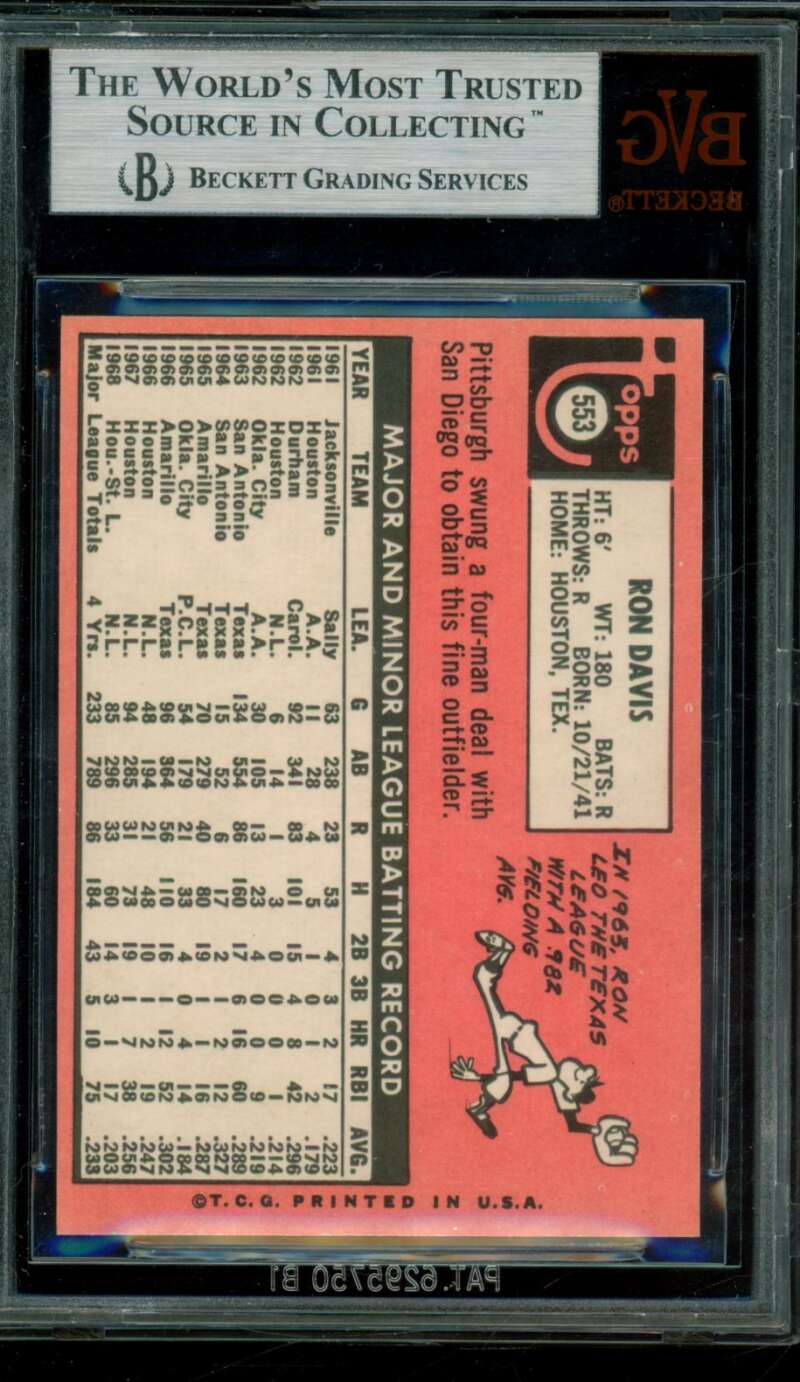 THE WORLD'S MOST TRUSTED
SOURCE IN COLLECTING™
B BECKETT GRADING SERVICES
BVG
BECKETT®
Topps
553
RON DAVIS
HT: 6' WT: 180 BATS: R
THROWS: R BORN: 10/21/41
HOME: HOUSTON, TEX.
Pittsburgh swung a four-man deal with
San Diego to obtain this fine outfielder.
IN 1963, RON
LED THE TEXAS
LEAGUE
WITH A .982
FIELDING
AVG.
MAJOR AND MINOR LEAGUE BATTING RECORD
YEAR TEAM LEA. G AB R H 2B 3B HR RBI AVG.
1961 Jacksonville Sally 63 238 23 53 4 3 2 17 .223
1961 Houston A.A. 11 28 4 5 1 0 1 2 .179
1962 Durham Carol. 92 341 83 101 15 4 8 42 .296
1962 Houston N.L. 6 14 1 3 0 0 0 1 .214
1962 Okla. City A.A. 30 105 13 23 4 0 0 9 .219
1963 San Antonio Texas 134 554 86 160 17 6 16 60 .289
1964 San Antonio Texas 15 52 6 17 2 1 2 12 .327
1965 Amarillo Texas 70 279 40 80 19 1 1 16 .287
1965 Okla. City P.C.L. 54 179 21 33 4 0 4 14 .184
1966 Amarillo Texas 96 364 56 110 16 4 12 52 .302
1966 Houston N.L. 48 194 21 48 10 1 2 19 .247
1967 Houston N.L. 94 285 31 73 19 1 7 38 .256
1968 Hou.-St. L. N.L. 85 296 33 60 14 3 1 17 .203
Major League Totals 4 Yrs. 233 789 86 184 43 5 10 75 .233
©T.C.G. PRINTED IN U.S.A.
PAT. 6295750 B1